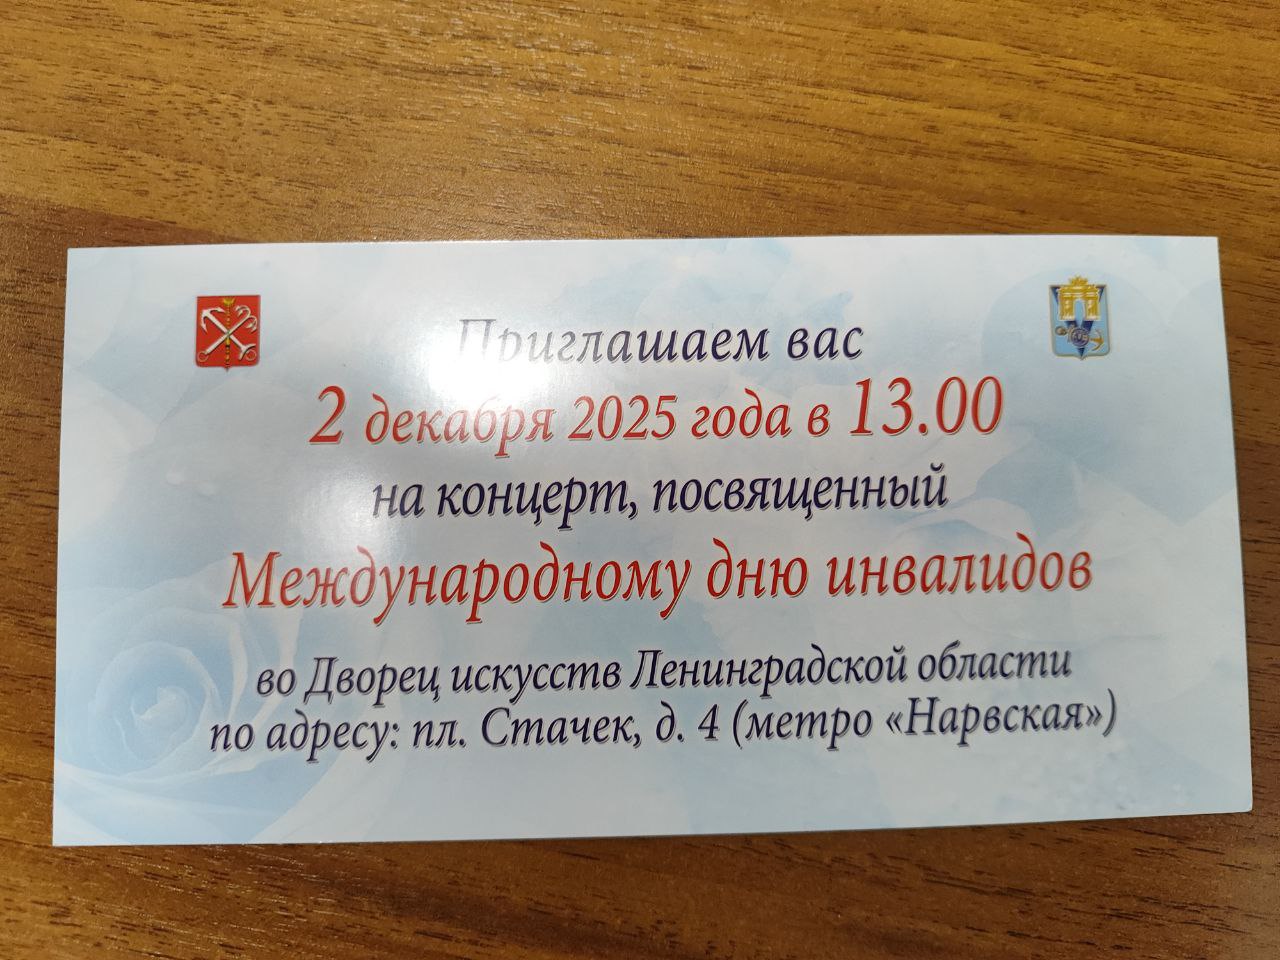 Приглашаем вас
2 декабря 2025 года в 13.00
на концерт, посвященный
Международному дню инвалидов
во Дворец искусств Ленинградской области
по адресу: пл. Стачек, д. 4 (метро «Нарвская»)